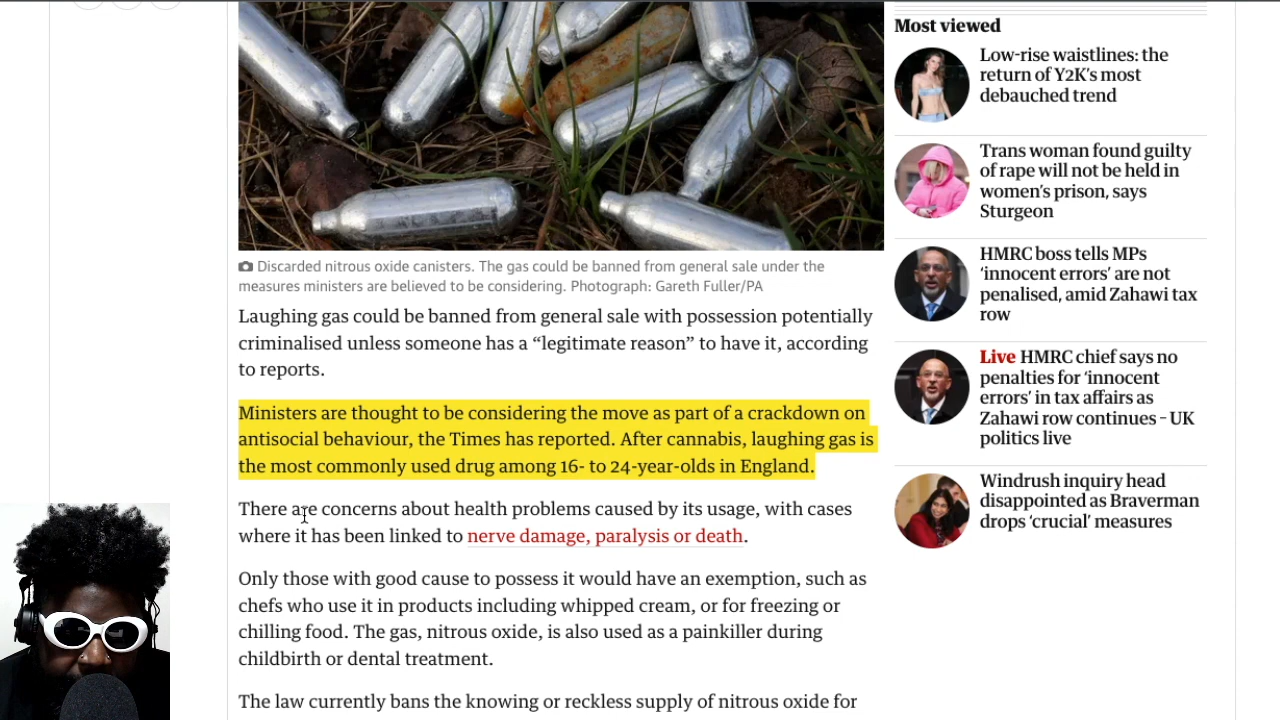 Discarded nitrous oxide canisters. The gas could be banned from general sale under the
measures ministers are believed to be considering. Photograph: Gareth Fuller/PA
Laughing gas could be banned from general sale with possession potentially
criminalised unless someone has a “legitimate reason” to have it, according
to reports.
Ministers are thought to be considering the move as part of a crackdown on
antisocial behaviour, the Times has reported. After cannabis, laughing gas is
the most commonly used drug among 16- to 24-year-olds in England.
There are concerns about health problems caused by its usage, with cases
where it has been linked to nerve damage, paralysis or death.
Only those with good cause to possess it would have an exemption, such as
chefs who use it in products including whipped cream, or for freezing or
chilling food. The gas, nitrous oxide, is also used as a painkiller during
childbirth or dental treatment.
The law currently bans the knowing or reckless supply of nitrous oxide for
Most viewed
Low-rise waistlines: the
return of Y2K’s most
debauched trend
Trans woman found guilty
of rape will not be held in
women’s prison, says
Sturgeon
HMRC boss tells MPs
‘innocent errors’ are not
penalised, amid Zahawi tax
row
Live HMRC chief says no
penalties for ‘innocent
errors’ in tax affairs as
Zahawi row continues – UK
politics live
Windrush inquiry head
disappointed as Braverman
drops ‘crucial’ measures